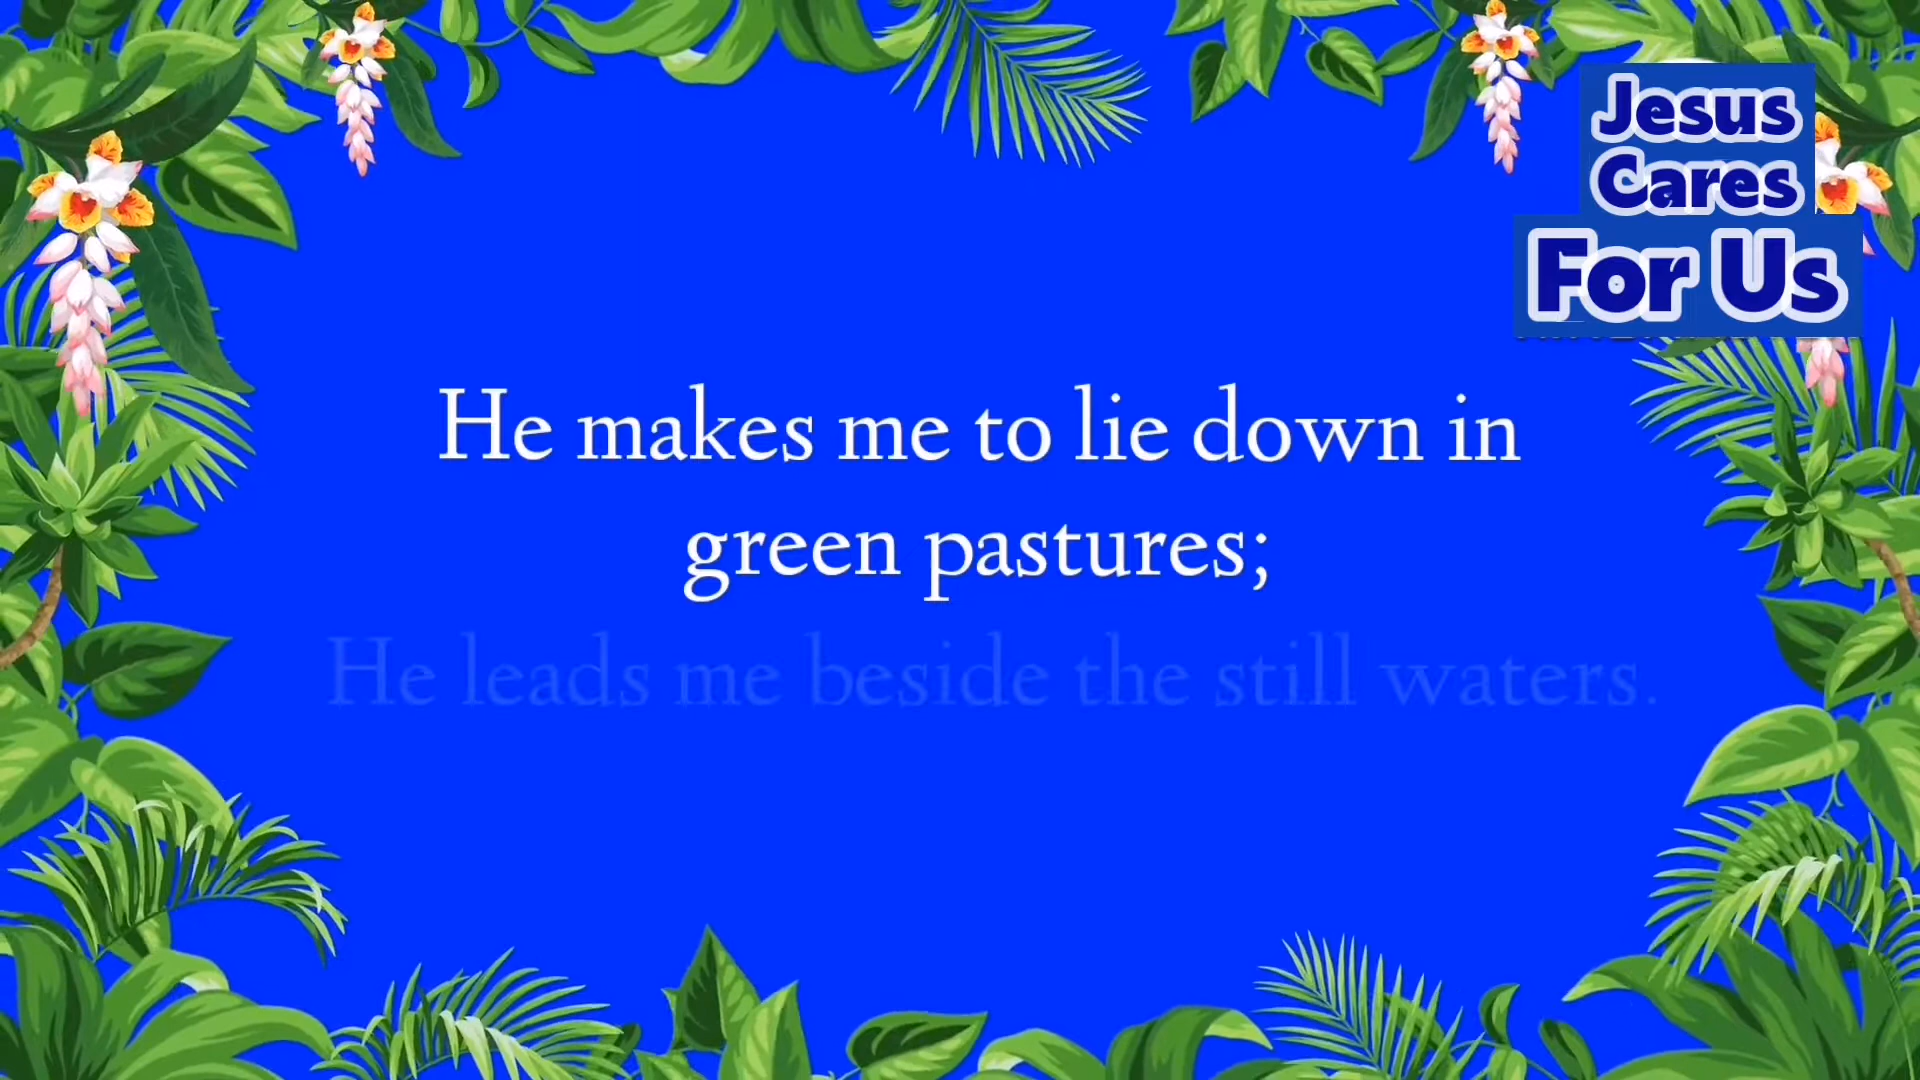 Jesus
Cares
For Us
He makes me to lie down in
green pastures;
He leads me beside the still waters.